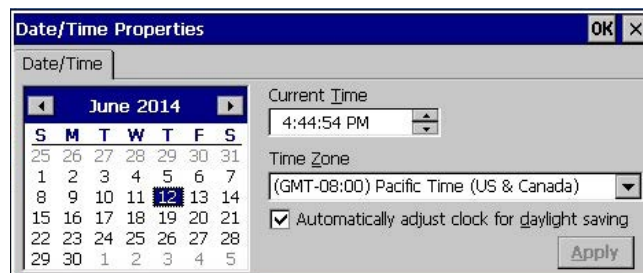 Date/Time Properties OK ×
Date/Time
June 2014
S M T W T F S
25 26 27 28 29 30 31
1 2 3 4 5 6 7
8 9 10 11 12 13 14
15 16 17 18 19 20 21
22 23 24 25 26 27 28
29 30 1 2 3 4 5
Current Time
4:44:54 PM
Time Zone
(GMT-08:00) Pacific Time (US & Canada)
Automatically adjust clock for daylight saving
Apply